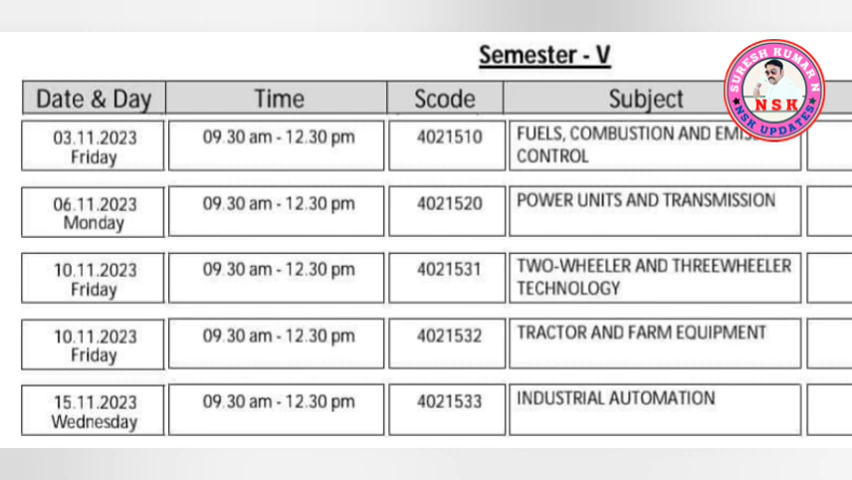 Semester - V
Date & Day Time Scode Subject
03.11.2023 09.30 am - 12.30 pm 4021510 FUELS, COMBUSTION AND
Friday CONTROL
06.11.2023 09.30 am - 12.30 pm 4021520 POWER UNITS AND TRANSMISSION
Monday
10.11.2023 09.30 am - 12.30 pm 4021531 TWO-WHEELER AND THREEWHEELER
Friday TECHNOLOGY
10.11.2023 09.30 am - 12.30 pm 4021532 TRACTOR AND FARM EQUIPMENT
Friday
15.11.2023 09.30 am - 12.30 pm 4021533 INDUSTRIAL AUTOMATION
Wednesday
SURESH KUMAR N
NSK
NSK UPDATES